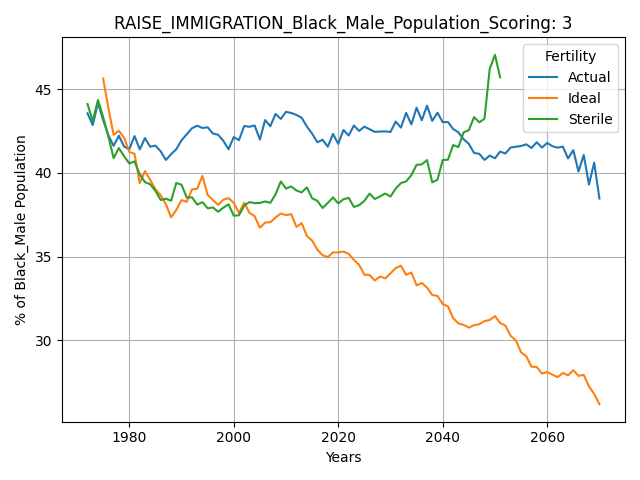 RAISE_IMMIGRATION_Black_Male_Population_Scoring: 3
% of Black_Male Population
45
40
35
30
1980
2000
2020
2040
2060
Years
Fertility
Actual
Ideal
Sterile